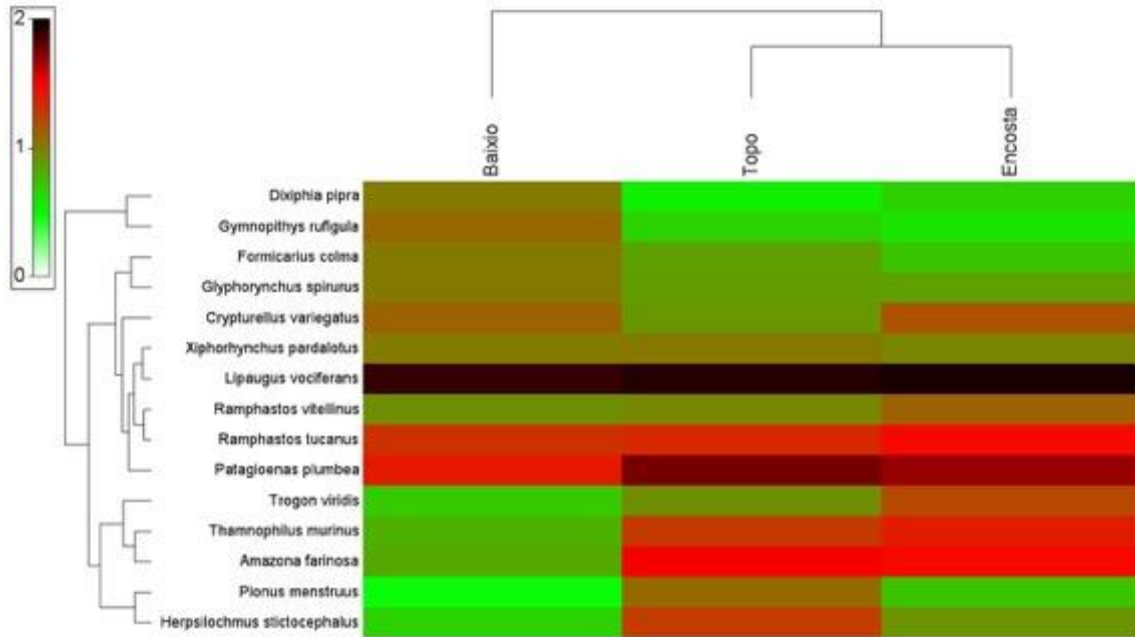 2
1
0
Baixio
Topo
Encosta
Dixiphia pipra
Gymnopithys rufigula
Formicarius colma
Glyphorynchus spirurus
Crypturellus variegatus
Xiphorhynchus pardalotus
Lipaugus vociferans
Ramphastos vitellinus
Ramphastos tucanus
Patagioenas plumbea
Trogon viridis
Thamnophilus murinus
Amazona farinosa
Pionus menstruus
Herpsilochmus stictocephalus